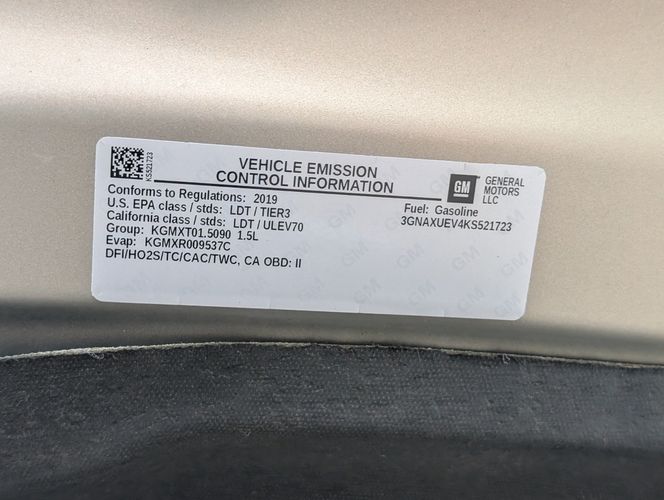 KS521723
VEHICLE EMISSION
CONTROL INFORMATION
GM
GENERAL
MOTORS
LLC
Conforms to Regulations: 2019
U.S. EPA class / stds: LDT / TIER3
California class / stds: LDT / ULEV70
Group: KGMXT01.5090 1.5L
Evap: KGMXR009537C
DFI/HO2S/TC/CAC/TWC, CA OBD: II
Fuel: Gasoline
3GNAXUEV4KS521723